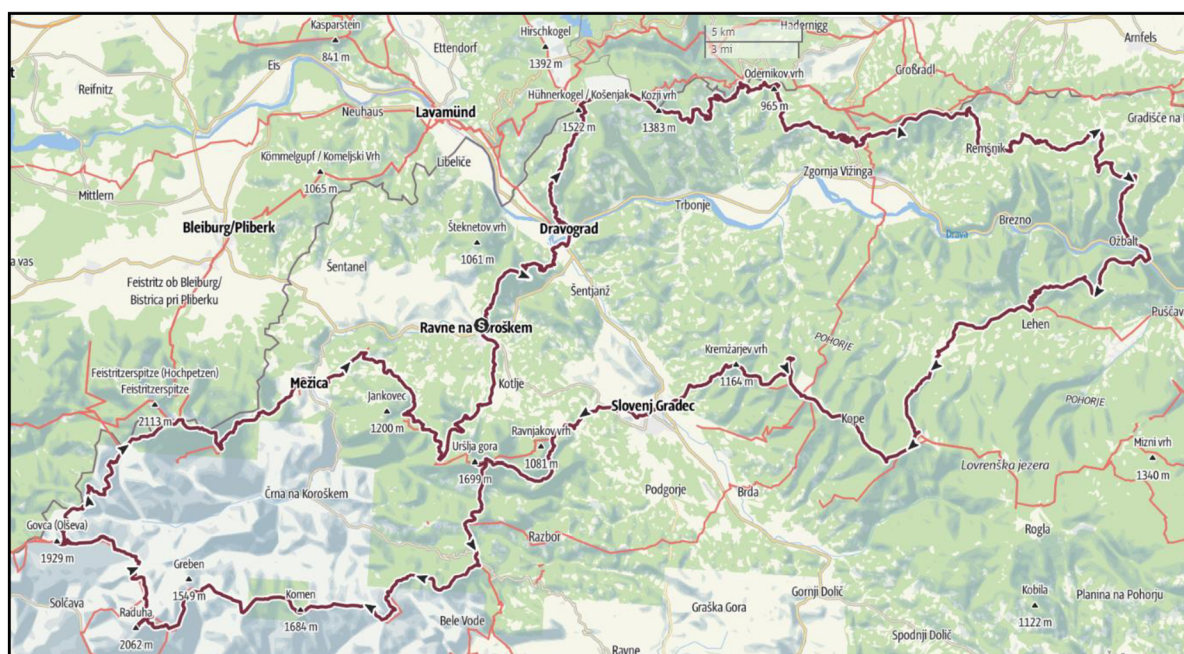 Kasparstein
841 m
Ettendorf
Hirschkogel
1392 m
5 km
3 mi
Hadernigg
Arnfels
Reifnitz
Eis
Odernikov vrh
965 m
Großradl
t
Neuhaus
Lavamünd
Hühnerkogel / Košenjak
1522 m
Kozji vrh
1383 m
Gradišče na
Kömmelgupf / Komeljski Vrh
1065 m
Libeliče
Remšnik
Zgornja Vižinga
Mittlern
Trbonje
Brezno
Bleiburg/Pliberk
Šteknetov vrh
1061 m
Dravograd
Drava
Ožbalt
a vas
Šentanel
Feistritz ob Bleiburg/
Bistrica pri Pliberku
Šentjanž
Puščav
Ravne na Koroškem
S
Lehen
POHORJE
Kremžarjev vrh
1164 m
Feistritzerspitze (Hochpetzen)
Feistritzerspitze
2113 m
Mežica
Kotlje
Jankovec
1200 m
Slovenj Gradec
POHORJE
Kope
Uršlja gora
1699 m
Ravnjakov vrh
1081 m
Mizni vrh
1340 m
Lovrenška jezera
Črna na Koroškem
Podgorje
Brda
Govca (Olševa)
1929 m
Razbor
Rogla
Greben
1549 m
Solčava
Raduha
2062 m
Komen
1684 m
Bele Vode
Graška Gora
Gornji Dolič
Kobila
1122 m
Planina na Pohorju
Spodnji Dolič
Ravne